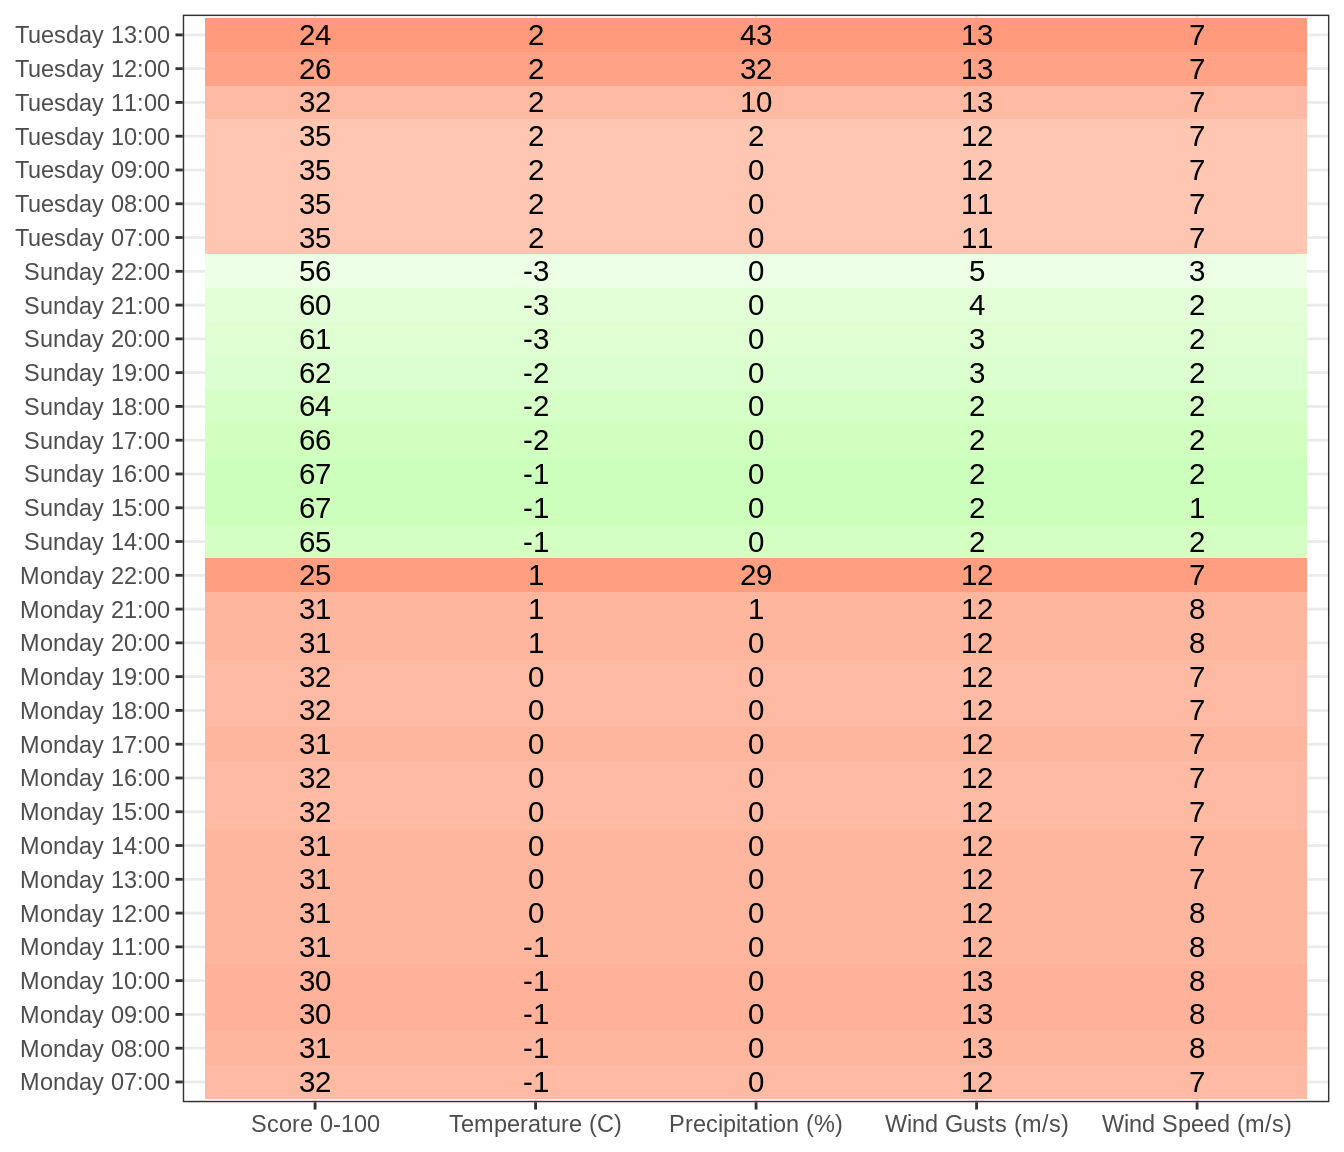 Tuesday 13:00 24 2 43 13 7
Tuesday 12:00 26 2 32 13 7
Tuesday 11:00 32 2 10 13 7
Tuesday 10:00 35 2 2 12 7
Tuesday 09:00 35 2 0 12 7
Tuesday 08:00 35 2 0 11 7
Tuesday 07:00 35 2 0 11 7
Sunday 22:00 56 -3 0 5 3
Sunday 21:00 60 -3 0 4 2
Sunday 20:00 61 -3 0 3 2
Sunday 19:00 62 -2 0 3 2
Sunday 18:00 64 -2 0 2 2
Sunday 17:00 66 -2 0 2 2
Sunday 16:00 67 -1 0 2 2
Sunday 15:00 67 -1 0 2 1
Sunday 14:00 65 -1 0 2 2
Monday 22:00 25 1 29 12 7
Monday 21:00 31 1 1 12 8
Monday 20:00 31 1 0 12 8
Monday 19:00 32 0 0 12 7
Monday 18:00 32 0 0 12 7
Monday 17:00 31 0 0 12 7
Monday 16:00 32 0 0 12 7
Monday 15:00 32 0 0 12 7
Monday 14:00 31 0 0 12 7
Monday 13:00 31 0 0 12 7
Monday 12:00 31 0 0 12 8
Monday 11:00 31 -1 0 12 8
Monday 10:00 30 -1 0 13 8
Monday 09:00 30 -1 0 13 8
Monday 08:00 31 -1 0 13 8
Monday 07:00 32 -1 0 12 7
Score 0-100 Temperature (C) Precipitation (%) Wind Gusts (m/s) Wind Speed (m/s)